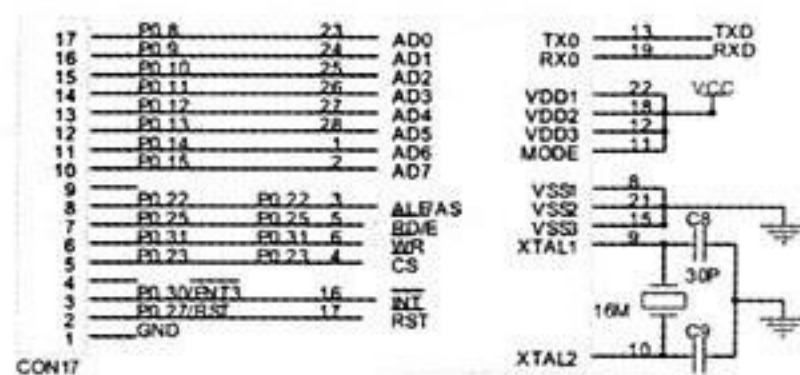 17 P0.8 23 AD0
16 P0.9 24 AD1
15 P0.10 25 AD2
14 P0.11 26 AD3
13 P0.12 27 AD4
12 P0.13 28 AD5
11 P0.14 1 AD6
10 P0.15 2 AD7
9
8 P0.22 P0.22 3 ALE/AS
7 P0.25 P0.25 5 RD/E
6 P0.31 P0.31 6 WR
5 P0.23 P0.23 4 CS
4
3 P0.30/EINT3 16 INT
2 P0.27/RST 17 RST
1 GND
CON17
TX0 13 TXD
RX0 19 RXD
VDD1 22 VCC
VDD2 18
VDD3 12
MODE 11
VSS1 8
VSS2 21
VSS3 15
XTAL1 9 C8
30P
16M
C9
XTAL2 10